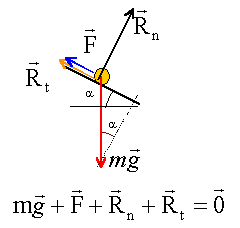 F⃗
R⃗n
R⃗t
α
α
mg⃗
mg⃗ + F⃗ + R⃗n + R⃗t = 0⃗